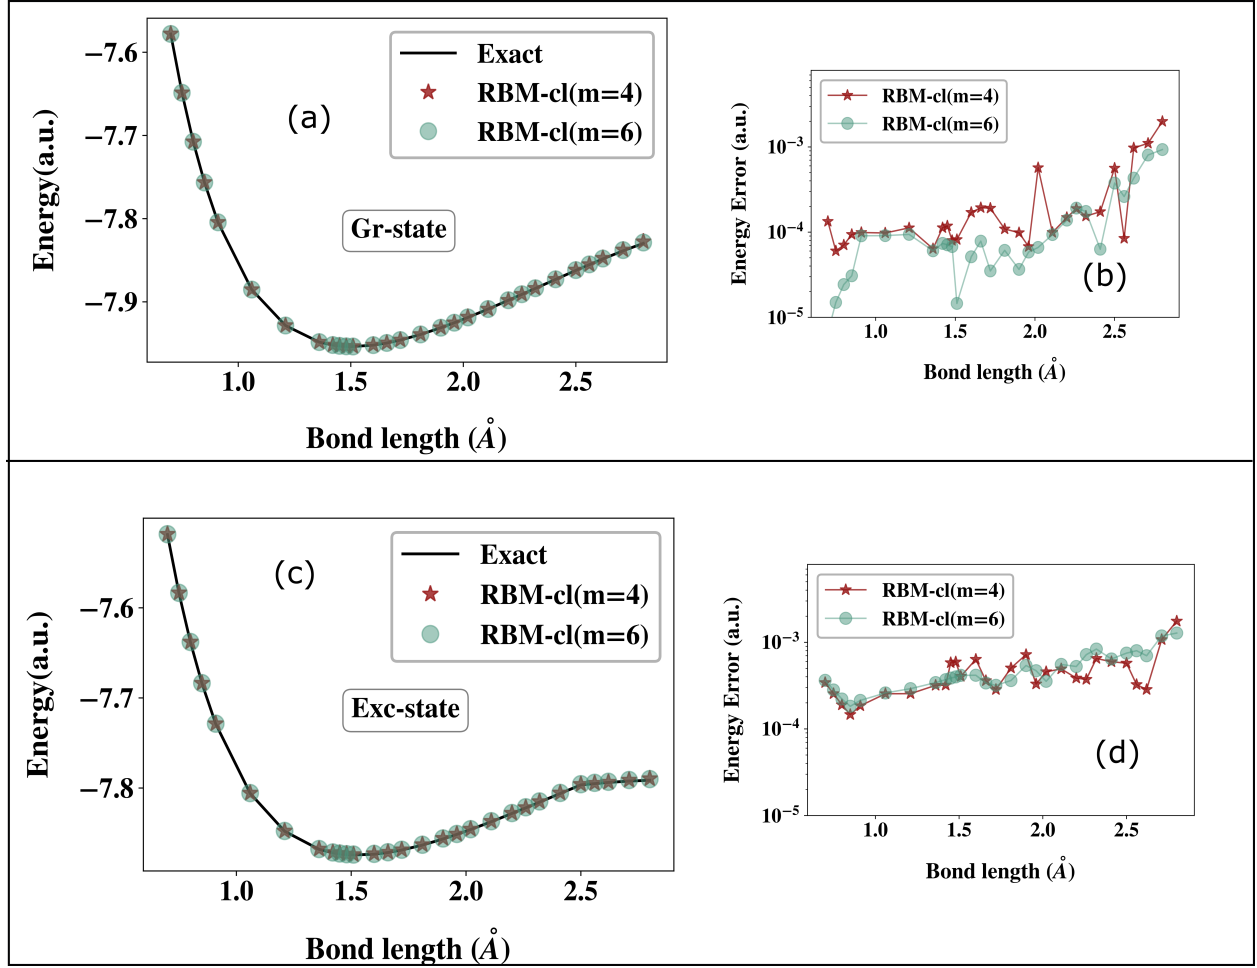 Exact
RBM-cl(m=4)
RBM-cl(m=6)
(a)
Gr-state
−7.6
−7.7
−7.8
−7.9
Energy(a.u.)
1.0 1.5 2.0 2.5
Bond length (Å)
RBM-cl(m=4)
RBM-cl(m=6)
(b)
10⁻³
10⁻⁴
10⁻⁵
Energy Error (a.u.)
1.0 1.5 2.0 2.5
Bond length (Å)
Exact
RBM-cl(m=4)
RBM-cl(m=6)
(c)
Exc-state
−7.6
−7.7
−7.8
Energy(a.u.)
1.0 1.5 2.0 2.5
Bond length (Å)
RBM-cl(m=4)
RBM-cl(m=6)
(d)
10⁻³
10⁻⁴
10⁻⁵
Energy Error (a.u.)
1.0 1.5 2.0 2.5
Bond length (Å)